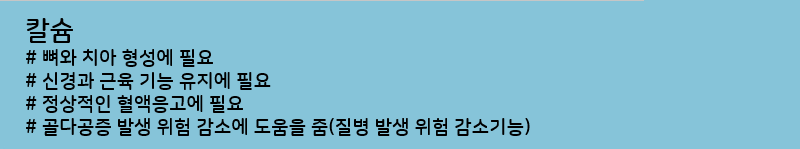 칼슘
# 뼈와 치아 형성에 필요
# 신경과 근육 기능 유지에 필요
# 정상적인 혈액응고에 필요
# 골다공증 발생 위험 감소에 도움을 줌(질병 발생 위험 감소기능)